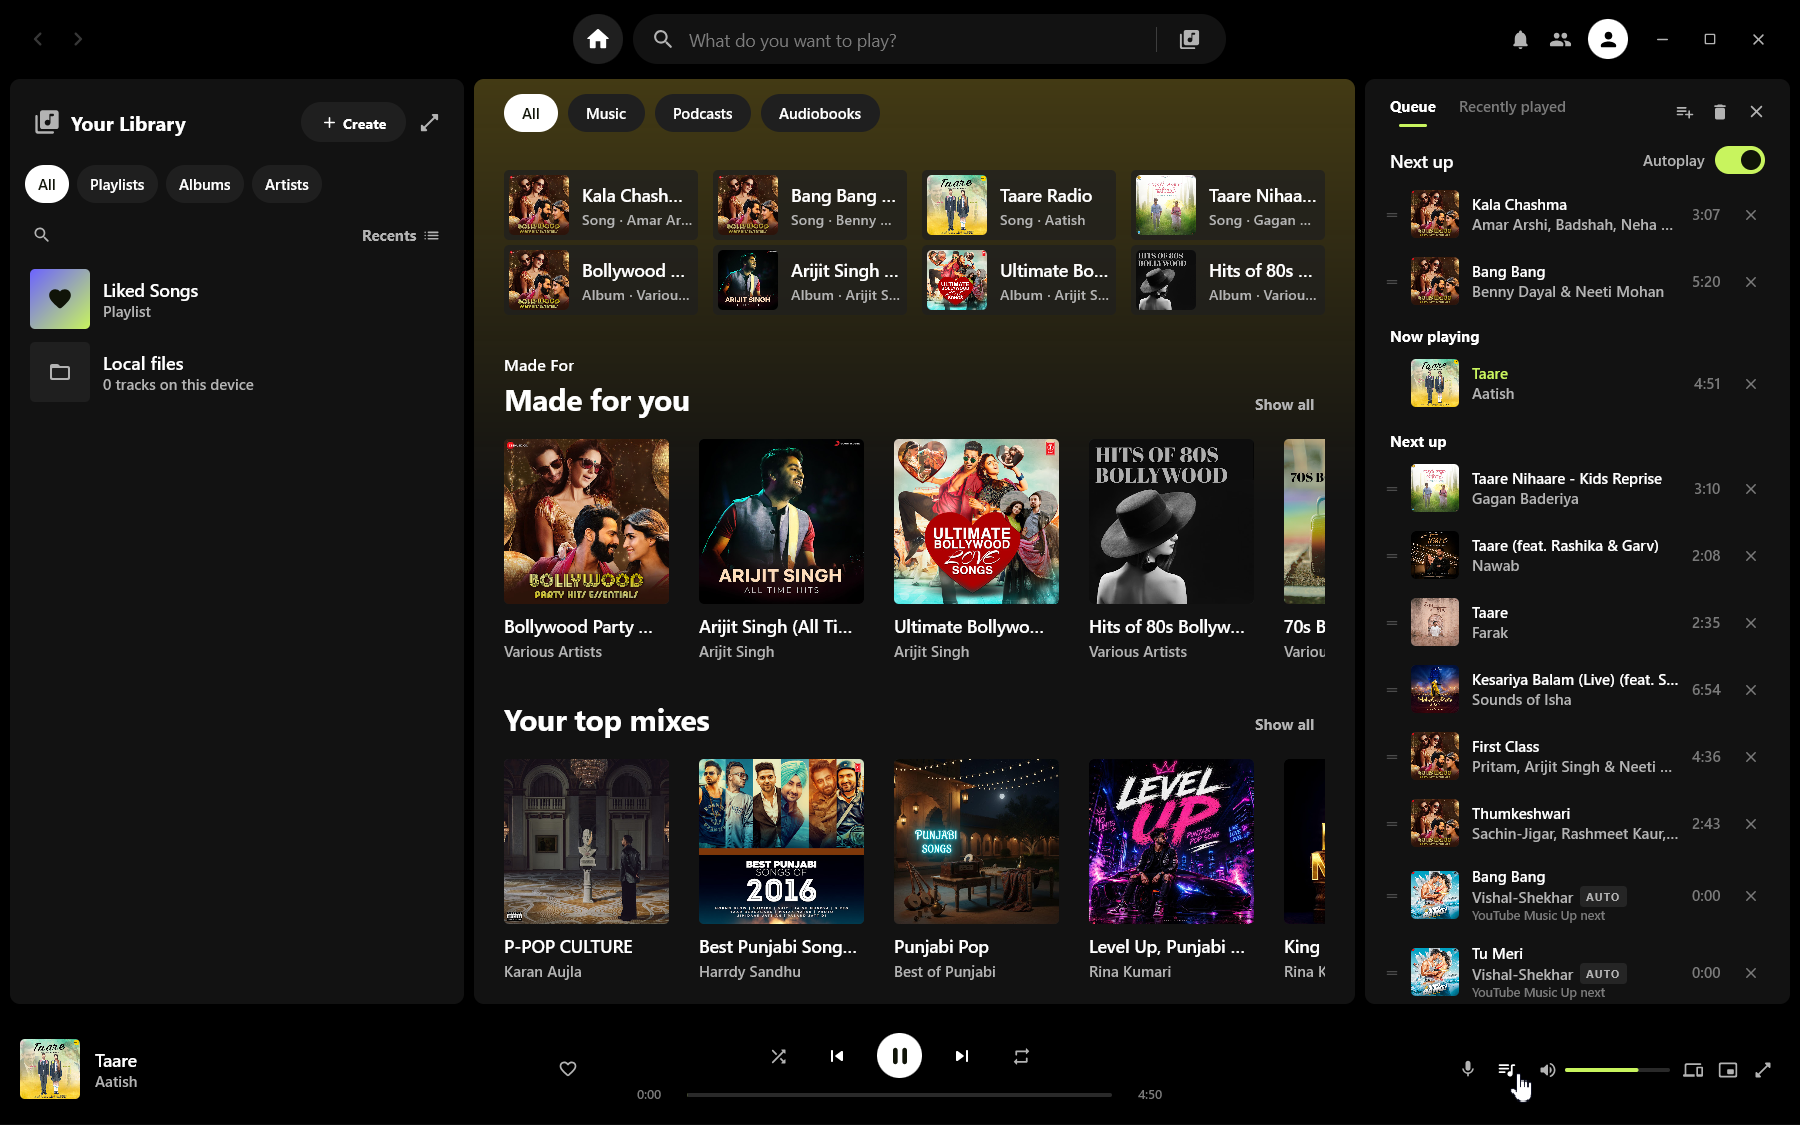 What do you want to play?
Your Library
+ Create
All
Playlists
Albums
Artists
Recents
Liked Songs
Playlist
Local files
0 tracks on this device
All
Music
Podcasts
Audiobooks
Kala Chash...
Song · Amar Ar...
Bang Bang ...
Song · Benny ...
Taare Radio
Song · Aatish
Taare Nihaa...
Song · Gagan ...
Bollywood ...
Album · Variou...
Arijit Singh ...
Album · Arijit S...
Ultimate Bo...
Album · Arijit S...
Hits of 80s ...
Album · Variou...
Made For
Made for you
Show all
BOLLYWOOD
PARTY HITS ESSENTIALS
ARIJIT SINGH
ALL TIME HITS
ULTIMATE
BOLLYWOOD
LOVE
SONGS
HITS OF 80S
BOLLYWOOD
70S B
Bollywood Party ...
Various Artists
Arijit Singh (All Ti...
Arijit Singh
Ultimate Bollywo...
Arijit Singh
Hits of 80s Bollyw...
Various Artists
70s B
Variou
Your top mixes
Show all
BEST PUNJABI
SONGS OF
2016
PUNJABI
SONGS
LEVEL
UP
P-POP CULTURE
Karan Aujla
Best Punjabi Song...
Harrdy Sandhu
Punjabi Pop
Best of Punjabi
Level Up, Punjabi ...
Rina Kumari
King
Rina K
Queue
Recently played
Next up
Autoplay
Kala Chashma
Amar Arshi, Badshah, Neha ...
3:07
Bang Bang
Benny Dayal & Neeti Mohan
5:20
Now playing
Taare
Aatish
4:51
Next up
Taare Nihaare - Kids Reprise
Gagan Baderiya
3:10
Taare (feat. Rashika & Garv)
Nawab
2:08
Taare
Farak
2:35
Kesariya Balam (Live) (feat. S...
Sounds of Isha
6:54
First Class
Pritam, Arijit Singh & Neeti ...
4:36
Thumkeshwari
Sachin-Jigar, Rashmeet Kaur,...
2:43
Bang Bang
Vishal-Shekhar AUTO
YouTube Music Up next
0:00
Tu Meri
Vishal-Shekhar AUTO
YouTube Music Up next
0:00
Taare
Taare
Aatish
0:00
4:50